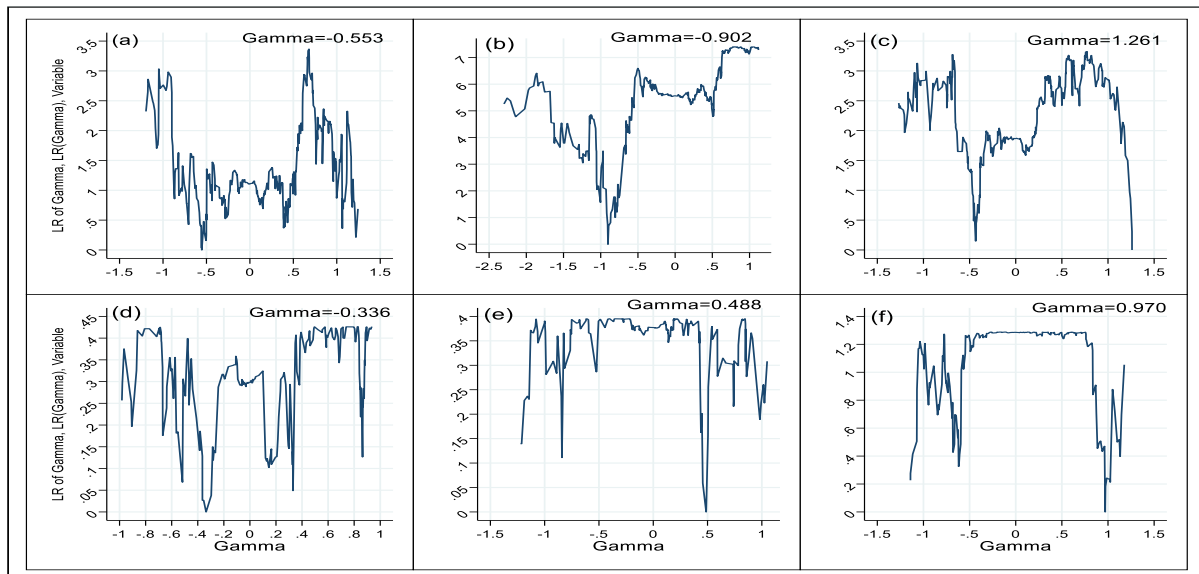 (a)
Gamma=-0.553
LR of Gamma, LR(Gamma), Variable
3.5
3
2.5
2
1.5
1
.5
0
-1.5 -1 -.5 0 .5 1 1.5
(b)
Gamma=-0.902
7
6
5
4
3
2
1
0
-2.5 -2 -1.5 -1 -.5 0 .5 1
(c)
Gamma=1.261
3.5
3
2.5
2
1.5
1
.5
0
-1.5 -1 -.5 0 .5 1 1.5
(d)
Gamma=-0.336
LR of Gamma, LR(Gamma), Variable
.45
.4
.35
.3
.25
.2
.15
.1
.05
0
-1 -.8 -.6 -.4 -.2 0 .2 .4 .6 .8 1
Gamma
(e)
Gamma=0.488
.4
.35
.3
.25
.2
.15
.1
.05
0
-1.5 -1 -.5 0 .5 1
Gamma
(f)
Gamma=0.970
1.4
1.2
1
.8
.6
.4
.2
0
-1.5 -1 -.5 0 .5 1 1.5
Gamma